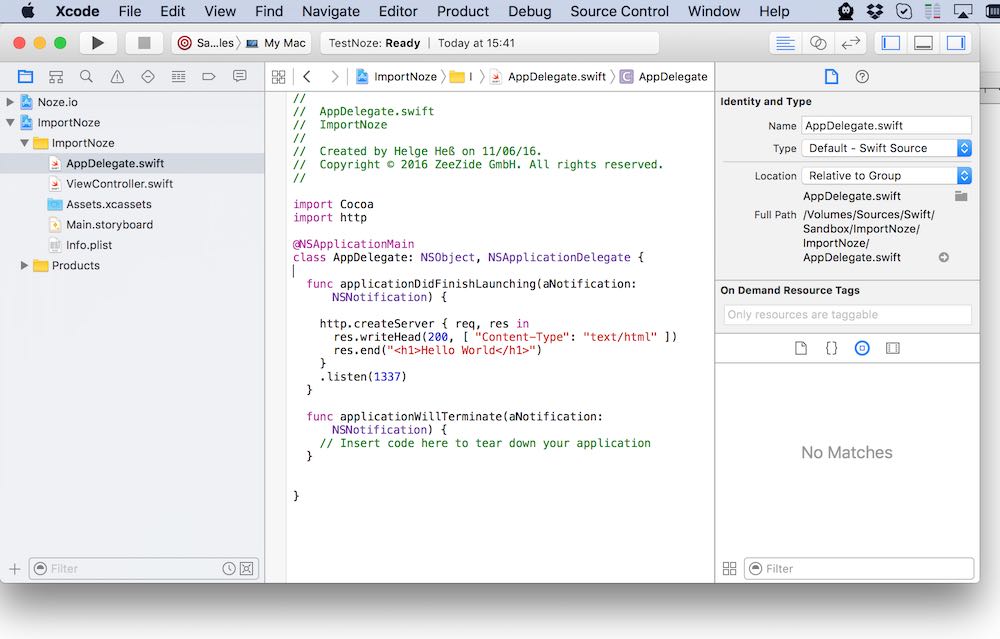 Xcode File Edit View Find Navigate Editor Product Debug Source Control Window Help
Sa...les My Mac
TestNoze: Ready | Today at 15:41
ImportNoze I AppDelegate.swift C AppDelegate
Noze.io
ImportNoze
ImportNoze
AppDelegate.swift
ViewController.swift
Assets.xcassets
Main.storyboard
Info.plist
Products
Filter
//
// AppDelegate.swift
// ImportNoze
//
// Created by Helge Heß on 11/06/16.
// Copyright © 2016 ZeeZide GmbH. All rights reserved.
//
import Cocoa
import http
@NSApplicationMain
class AppDelegate: NSObject, NSApplicationDelegate {
func applicationDidFinishLaunching(aNotification:
NSNotification) {
http.createServer { req, res in
res.writeHead(200, [ "Content-Type": "text/html" ])
res.end("<h1>Hello World</h1>")
}
.listen(1337)
}
func applicationWillTerminate(aNotification:
NSNotification) {
// Insert code here to tear down your application
}
}
Identity and Type
Name AppDelegate.swift
Type Default - Swift Source
Location Relative to Group
AppDelegate.swift
Full Path /Volumes/Sources/Swift/
Sandbox/ImportNoze/
ImportNoze/
AppDelegate.swift
On Demand Resource Tags
Only resources are taggable
{}
No Matches
Filter